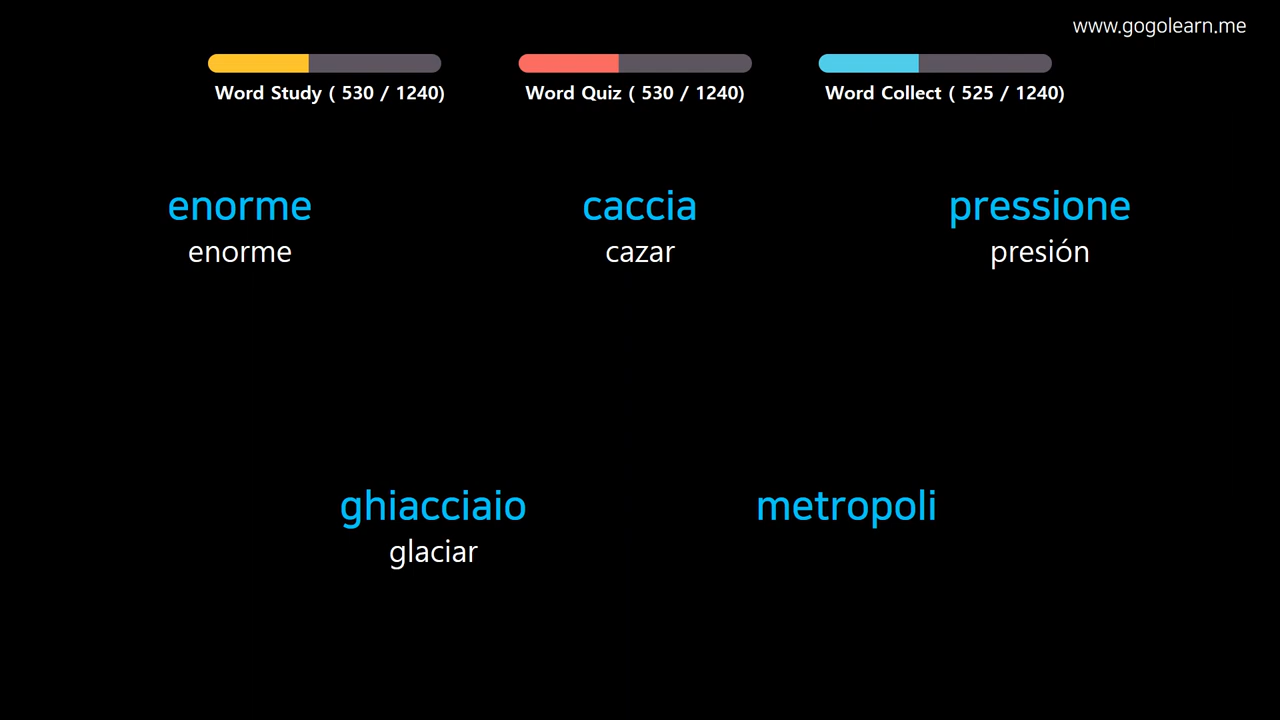 www.gogolearn.me
Word Study ( 530 / 1240)
Word Quiz ( 530 / 1240)
Word Collect ( 525 / 1240)
enorme
enorme
caccia
cazar
pressione
presión
ghiacciaio
glaciar
metropoli